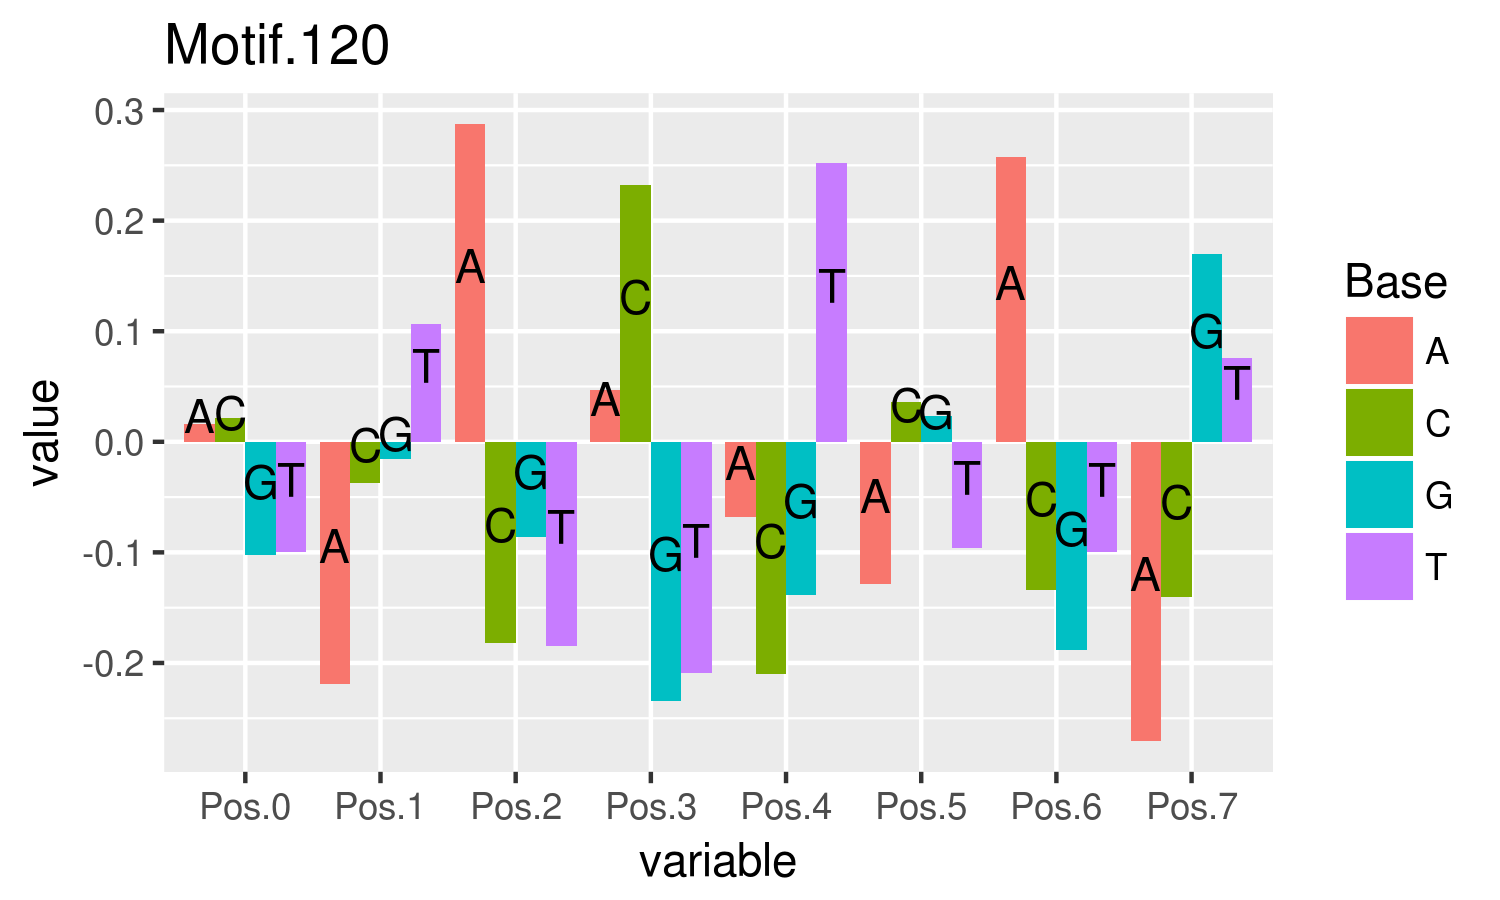 Motif.120
0.3
0.2
0.1
0.0
-0.1
-0.2
value
A C G T
A C G T
A C G T
A C G T
A C G T
A C G T
A C G T
A C G T
Pos.0 Pos.1 Pos.2 Pos.3 Pos.4 Pos.5 Pos.6 Pos.7
variable
Base
A
C
G
T